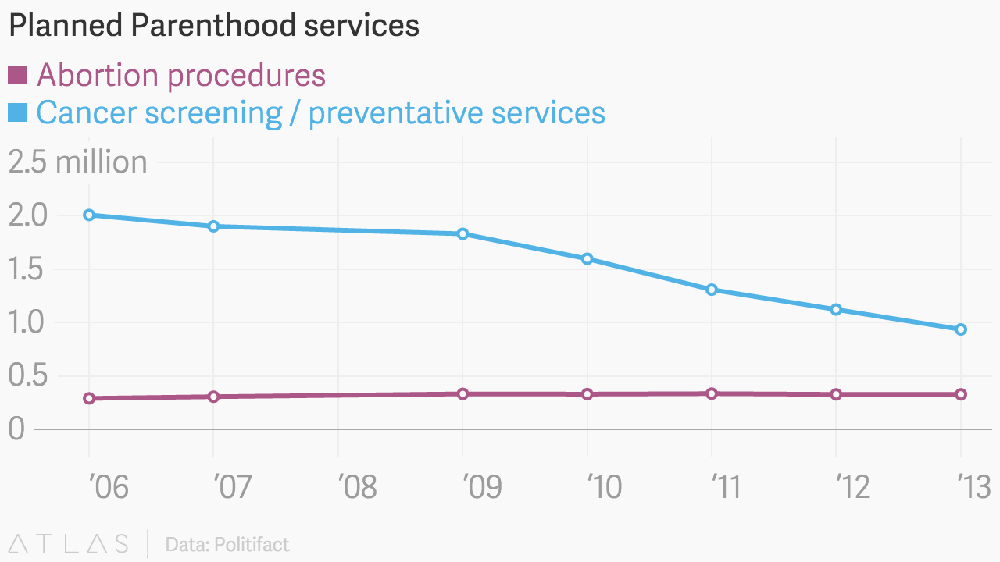 Planned Parenthood services
Abortion procedures
Cancer screening / preventative services
2.5 million
2.0
1.5
1.0
0.5
0
’06 ’07 ’08 ’09 ’10 ’11 ’12 ’13
ATLAS Data: Politifact